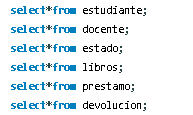 select*from estudiante;
select*from docente;
select*from estado;
select*from libros;
select*from prestamo;
select*from devolucion;